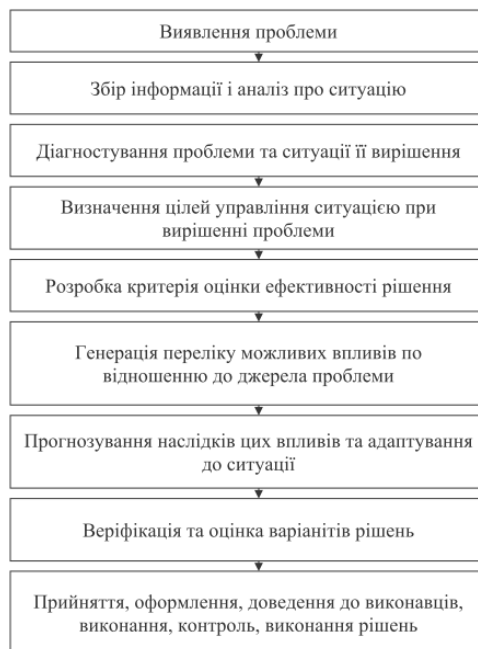 Виявлення проблеми
Збір інформації і аналіз про ситуацію
Діагностування проблеми та ситуації її вирішення
Визначення цілей управління ситуацією при
вирішенні проблеми
Розробка критерія оцінки ефективності рішення
Генерація переліку можливих впливів по
відношенню до джерела проблеми
Прогнозування наслідків цих впливів та адаптування
до ситуації
Веріфікація та оцінка варіанітів рішень
Прийняття, оформлення, доведення до виконавців,
виконання, контроль, виконання рішень